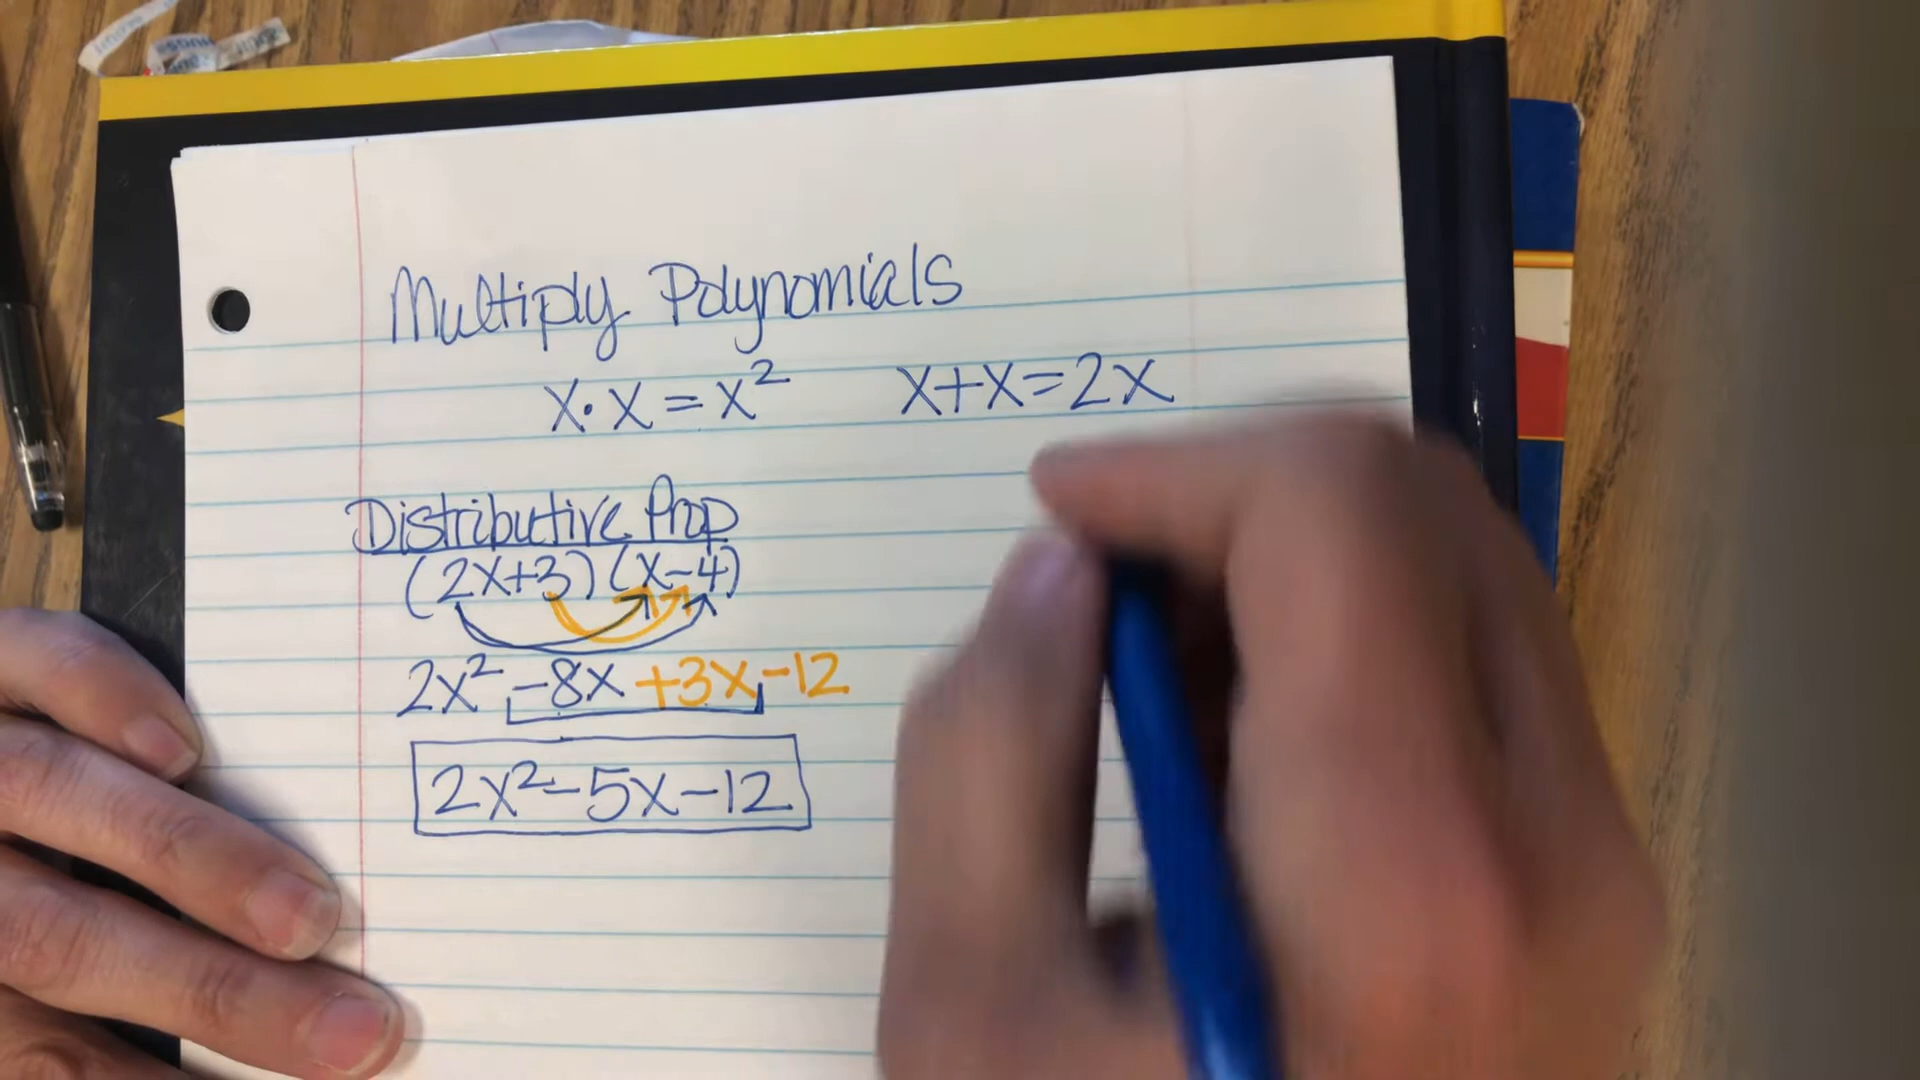 Multiply Polynomials
x·x=x² x+x=2x
Distributive Prop
(2x+3)(x-4)
2x²-8x+3x-12
2x²-5x-12